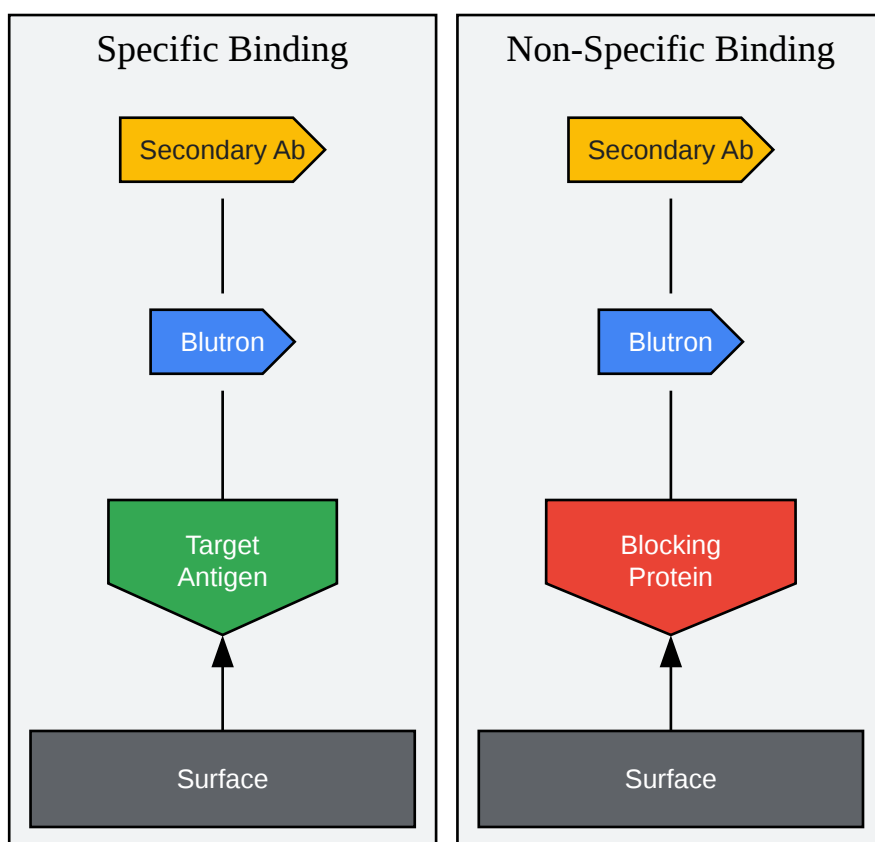 Specific Binding
Secondary Ab
Blutron
Target
Antigen
Surface
Non-Specific Binding
Secondary Ab
Blutron
Blocking
Protein
Surface